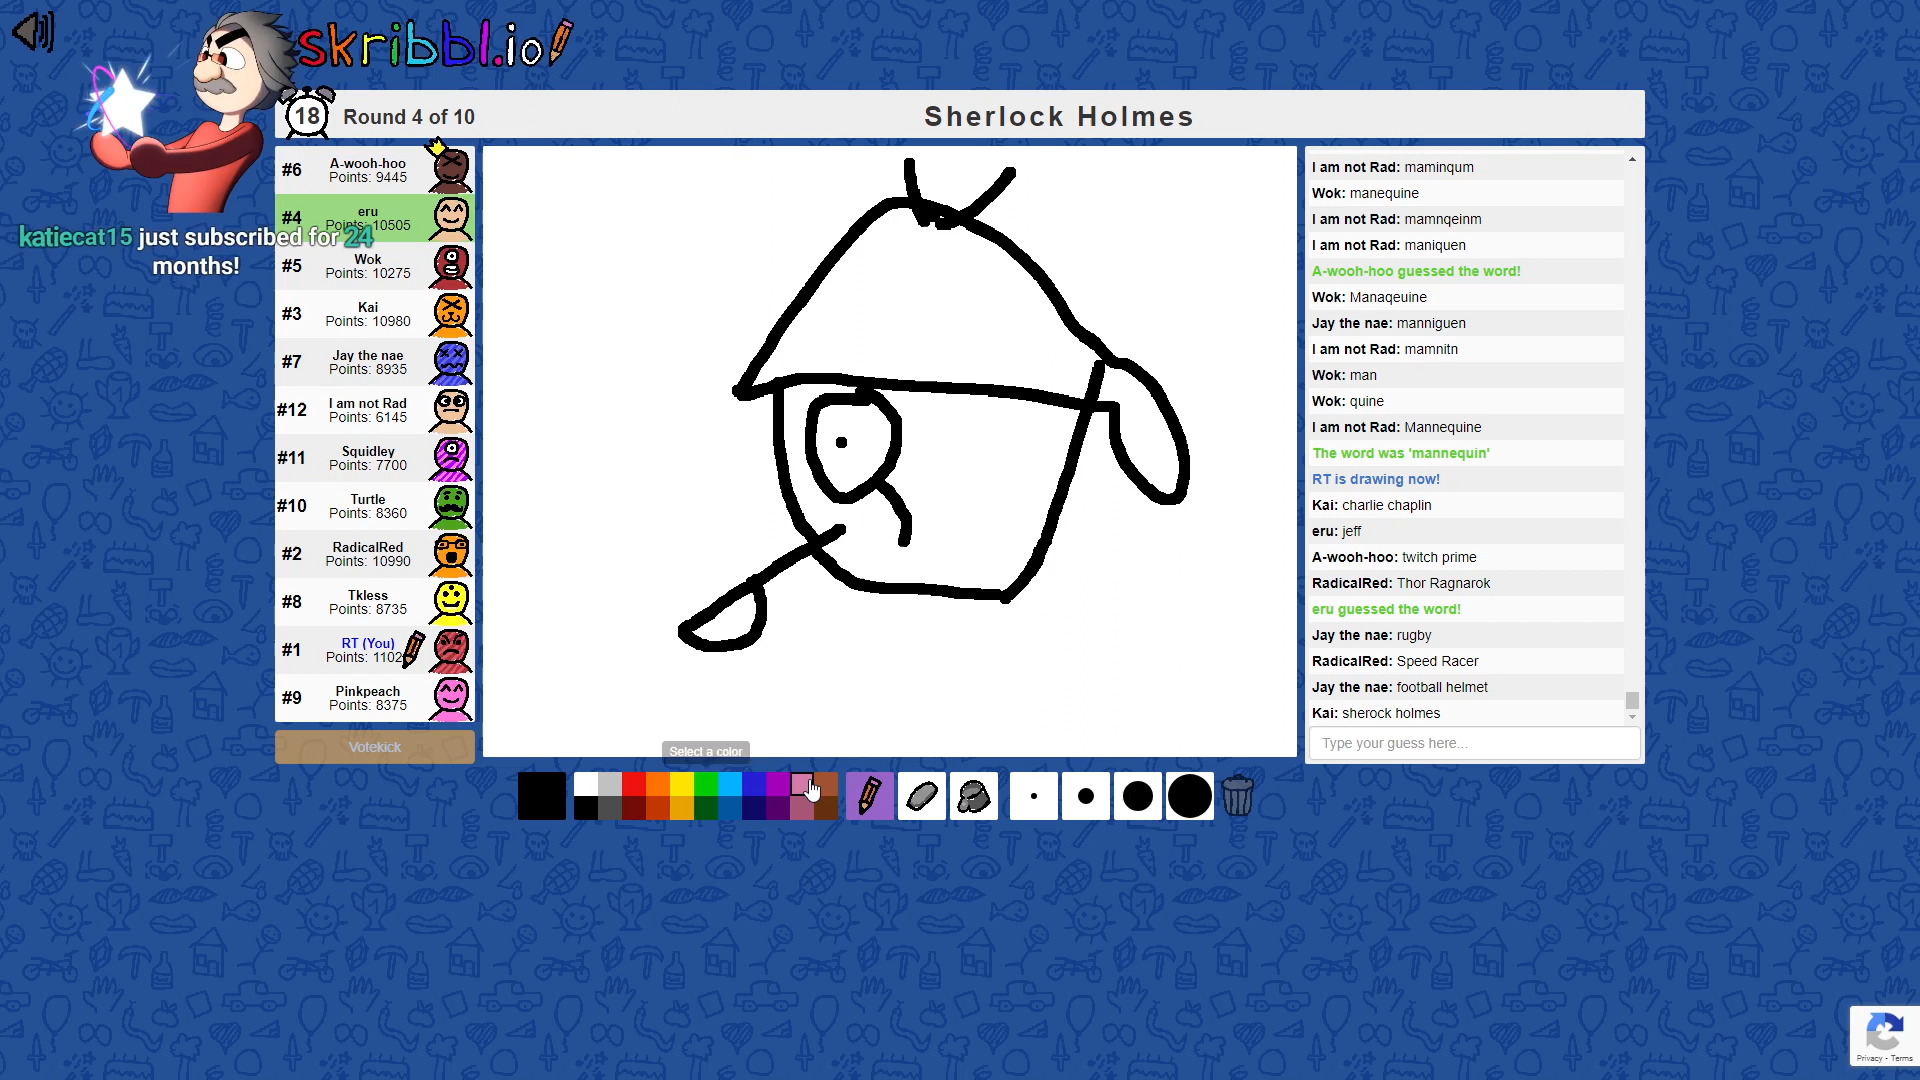 skribbl.io
18
Round 4 of 10
Sherlock Holmes
#6
A-wooh-hoo
Points: 9445
#4
eru
Points: 10505
katiecat15 just subscribed for 24
months!
#5
Wok
Points: 10275
#3
Kai
Points: 10980
#7
Jay the nae
Points: 8935
#12
I am not Rad
Points: 6145
#11
Squidley
Points: 7700
#10
Turtle
Points: 8360
#2
RadicalRed
Points: 10990
#8
Tkless
Points: 8735
#1
RT (You)
Points: 1102
#9
Pinkpeach
Points: 8375
Votekick
I am not Rad: maminqum
Wok: manequine
I am not Rad: mamnqeinm
I am not Rad: maniquen
A-wooh-hoo guessed the word!
Wok: Manaqeuine
Jay the nae: manniguen
I am not Rad: mamnitn
Wok: man
Wok: quine
I am not Rad: Mannequine
The word was 'mannequin'
RT is drawing now!
Kai: charlie chaplin
eru: jeff
A-wooh-hoo: twitch prime
RadicalRed: Thor Ragnarok
eru guessed the word!
Jay the nae: rugby
RadicalRed: Speed Racer
Jay the nae: football helmet
Kai: sherock holmes
Type your guess here...
Select a color
Privacy - Terms